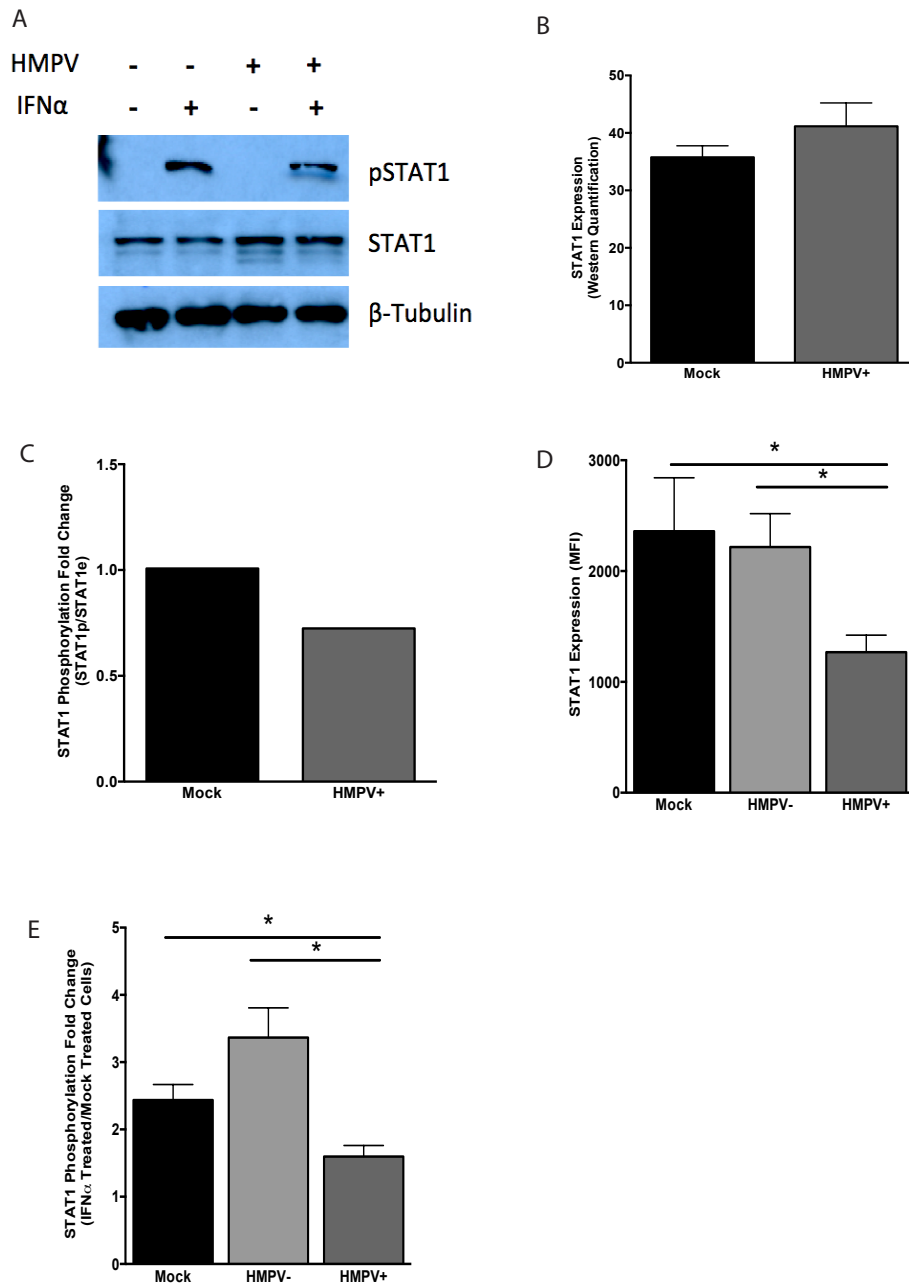 A
HMPV - - + +
IFNα - + - +
pSTAT1
STAT1
β-Tubulin
B
STAT1 Expression
(Western Quantification)
50
40
30
20
10
0
Mock HMPV+
C
STAT1 Phosphorylation Fold Change
(STAT1p/STAT1e)
1.5
1.0
0.5
0.0
Mock HMPV+
D
STAT1 Expression (MFI)
3000
2000
1000
0
*
*
Mock HMPV- HMPV+
E
STAT1 Phosphorylation Fold Change
(IFNα Treated/Mock Treated Cells)
5
4
3
2
1
0
*
*
Mock HMPV- HMPV+